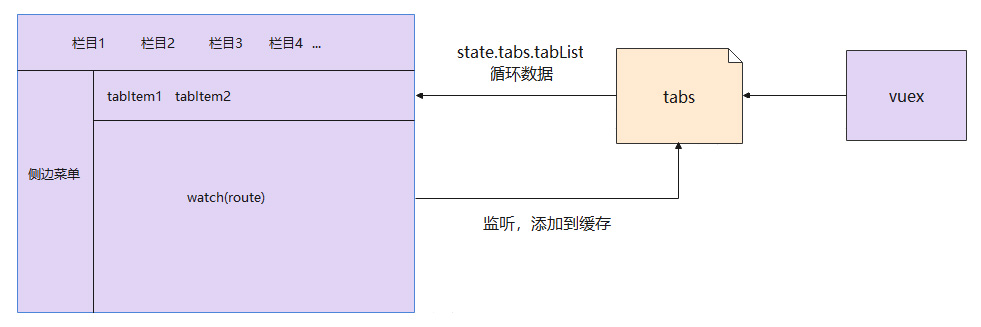 栏目1 栏目2 栏目3 栏目4 ...
tabItem1 tabItem2
侧边菜单
watch(route)
state.tabs.tabList
循环数据
tabs
vuex
监听，添加到缓存